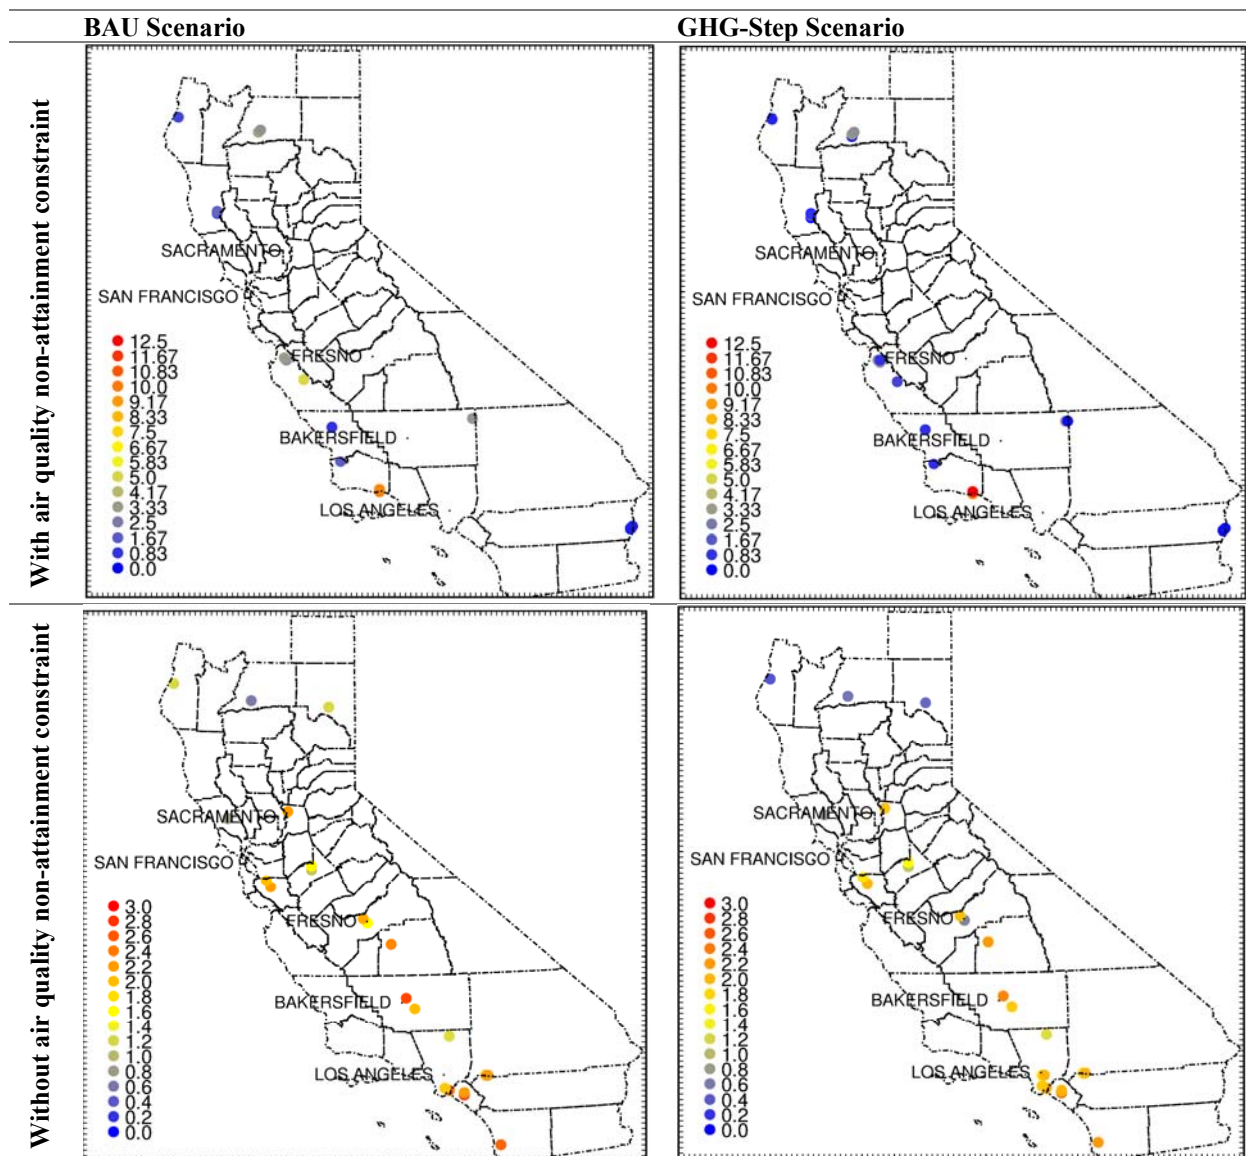 BAU Scenario
GHG-Step Scenario
With air quality non-attainment constraint
SACRAMENTO
SAN FRANCISGO
FRESNO
BAKERSFIELD
LOS ANGELES
12.5
11.67
10.83
10.0
9.17
8.33
7.5
6.67
5.83
5.0
4.17
3.33
2.5
1.67
0.83
0.0
SACRAMENTO
SAN FRANCISGO
FRESNO
BAKERSFIELD
LOS ANGELES
12.5
11.67
10.83
10.0
9.17
8.33
7.5
6.67
5.83
5.0
4.17
3.33
2.5
1.67
0.83
0.0
Without air quality non-attainment constraint
SACRAMENTO
SAN FRANCISGO
FRESNO
BAKERSFIELD
LOS ANGELES
3.0
2.8
2.6
2.4
2.2
2.0
1.8
1.6
1.4
1.2
1.0
0.8
0.6
0.4
0.2
0.0
SACRAMENTO
SAN FRANCISGO
FRESNO
BAKERSFIELD
LOS ANGELES
3.0
2.8
2.6
2.4
2.2
2.0
1.8
1.6
1.4
1.2
1.0
0.8
0.6
0.4
0.2
0.0